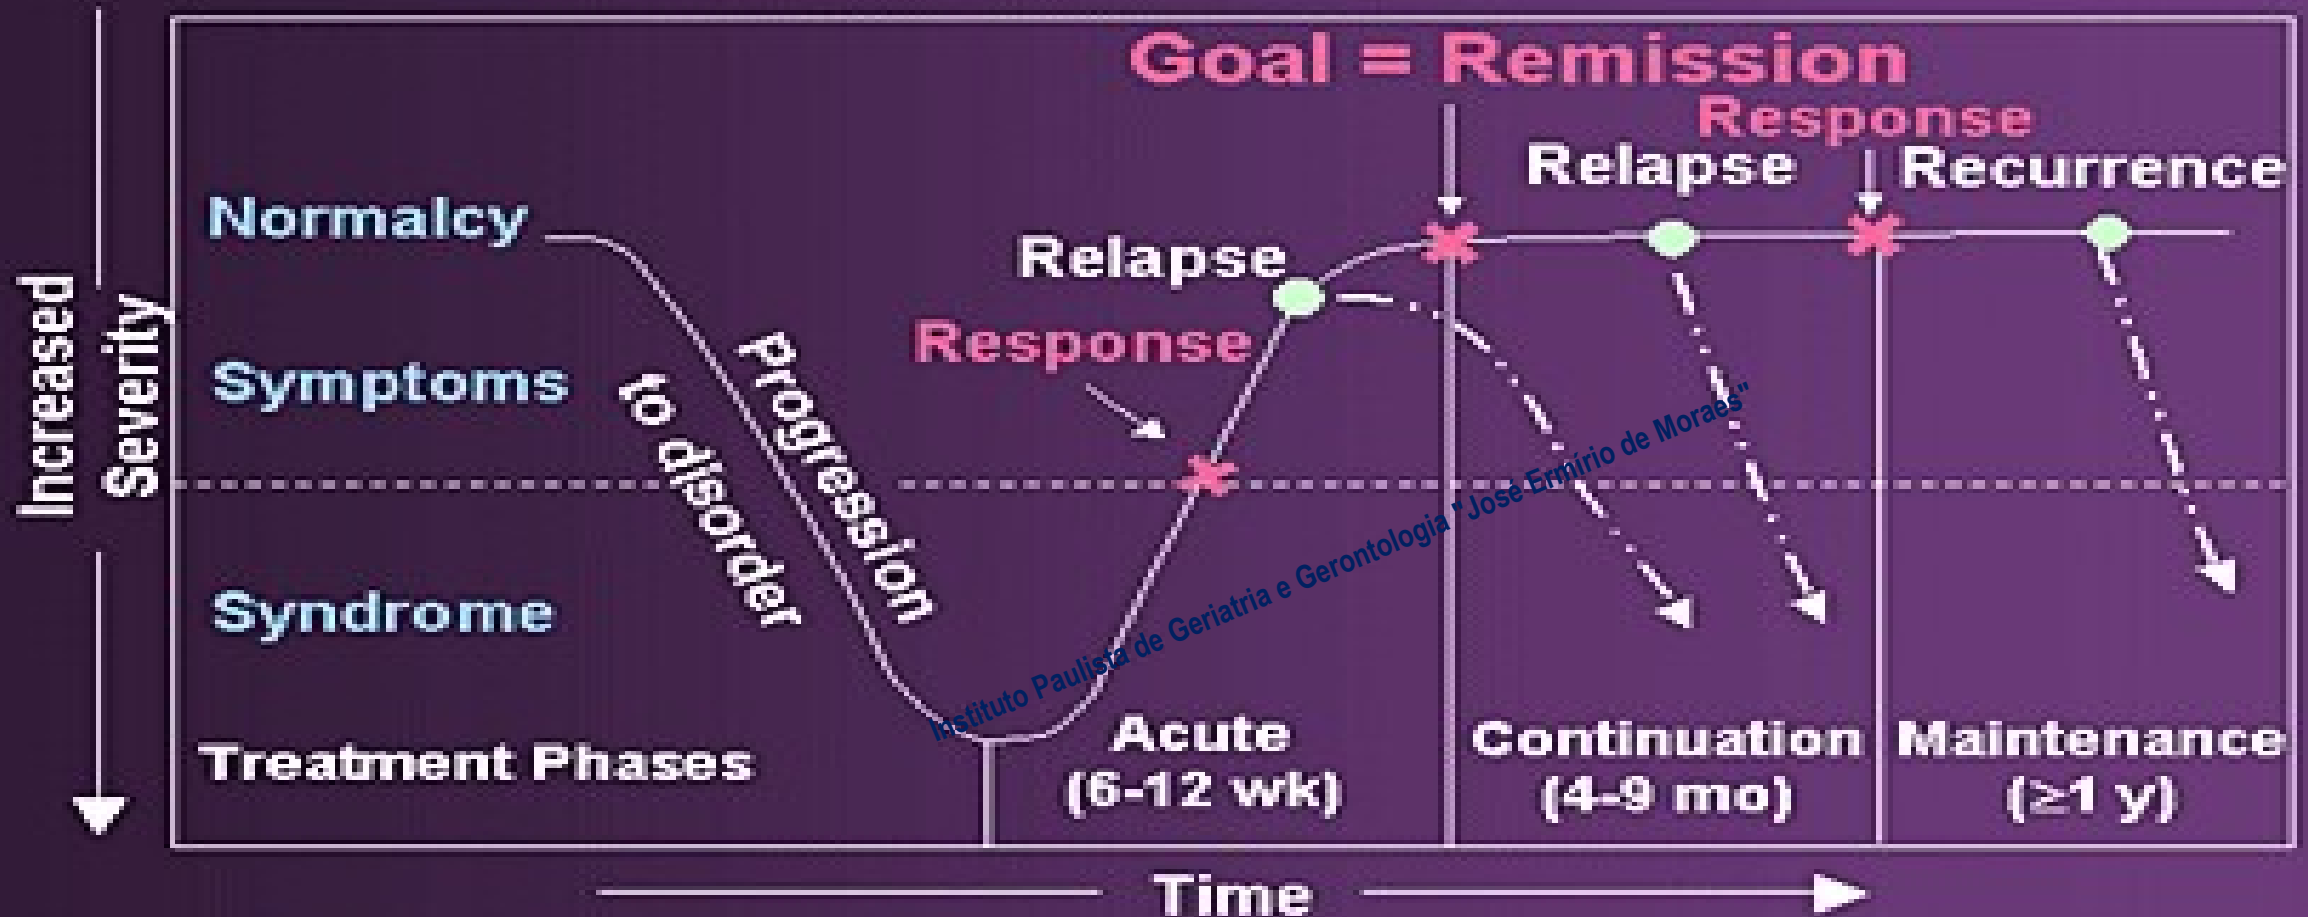 Goal = Remission
Response
Relapse
Recurrence
Normalcy
Relapse
Response
Symptoms
Progression
to disorder
Increased
Severity
Syndrome
Instituto Paulista de Geriatria e Gerontologia "José Ermírio de Moraes"
Treatment Phases
Acute
(6-12 wk)
Continuation
(4-9 mo)
Maintenance
(≥1 y)
Time